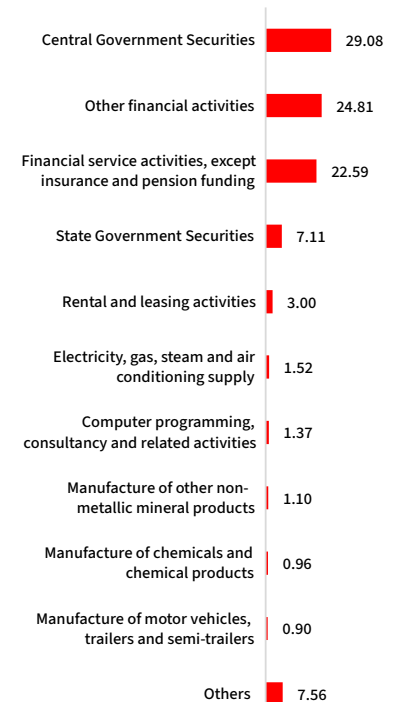 Central Government Securities 29.08
Other financial activities 24.81
Financial service activities, except
insurance and pension funding 22.59
State Government Securities 7.11
Rental and leasing activities 3.00
Electricity, gas, steam and air
conditioning supply 1.52
Computer programming,
consultancy and related activities 1.37
Manufacture of other non-
metallic mineral products 1.10
Manufacture of chemicals and
chemical products 0.96
Manufacture of motor vehicles,
trailers and semi-trailers 0.90
Others 7.56